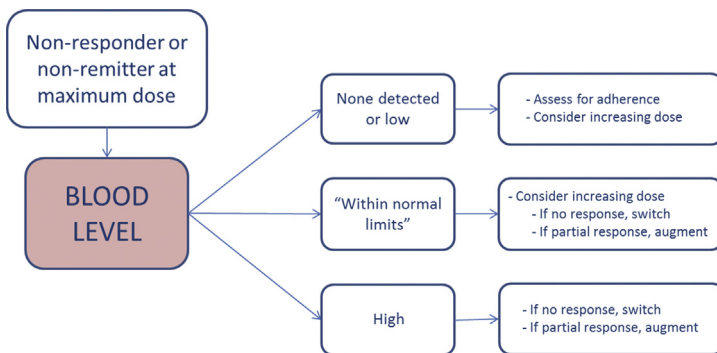 Non-responder or
non-remitter at
maximum dose
BLOOD
LEVEL
None detected
or low
- Assess for adherence
- Consider increasing dose
“Within normal
limits”
- Consider increasing dose
- If no response, switch
- If partial response, augment
High
- If no response, switch
- If partial response, augment